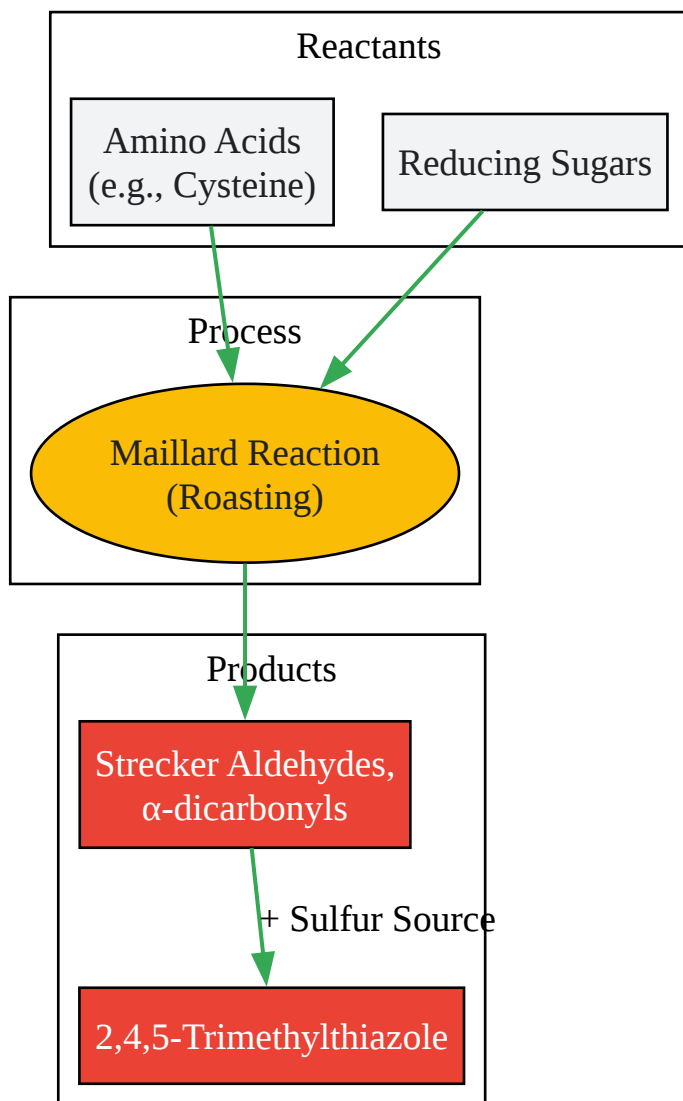 Reactants
Amino Acids
(e.g., Cysteine)
Reducing Sugars
Process
Maillard Reaction
(Roasting)
Products
Strecker Aldehydes,
α-dicarbonyls
+ Sulfur Source
2,4,5-Trimethylthiazole